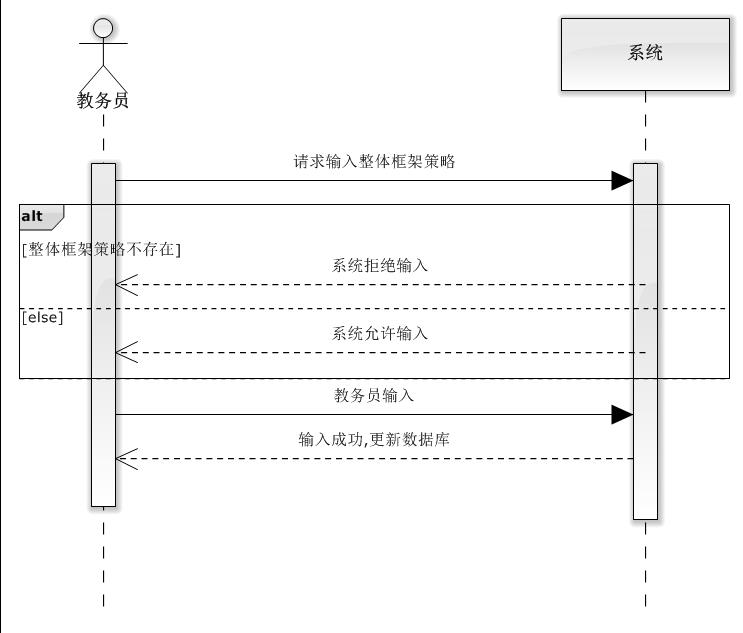 教务员
系统
请求输入整体框架策略
alt
[整体框架策略不存在]
系统拒绝输入
[else]
系统允许输入
教务员输入
输入成功,更新数据库